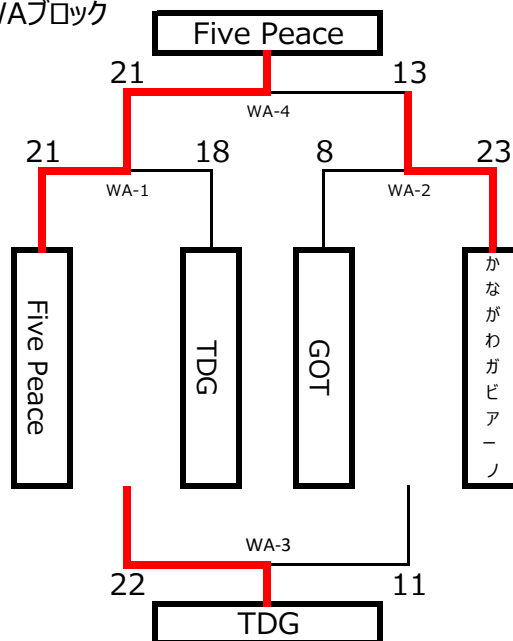 WAブロック
Five Peace
21
13
WA-4
21
18
8
23
WA-1
WA-2
Five Peace
TDG
GOT
かながわガビアーノ
WA-3
22
11
TDG